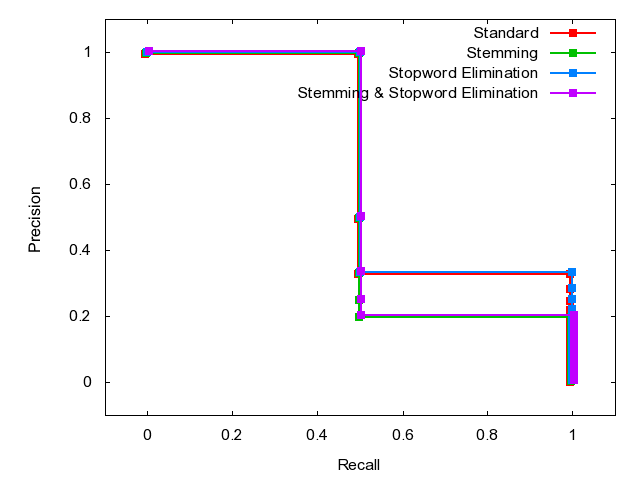 Standard
Stemming
Stopword Elimination
Stemming & Stopword Elimination
1
0.8
0.6
0.4
0.2
0
Precision
0 0.2 0.4 0.6 0.8 1
Recall